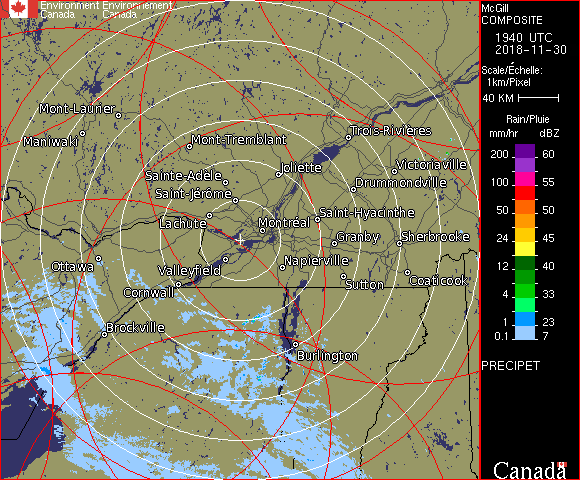 Environment Environnement
Canada Canada
Mont-Laurier
Maniwaki
Mont-Tremblant
Trois-Rivières
Sainte-Adèle
Joliette
Victoriaville
Drummondville
Saint-Jérôme
Lachute
Montréal
Saint-Hyacinthe
Granby
Sherbrooke
Ottawa
Valleyfield
Napierville
Cornwall
Sutton
Coaticook
Brockville
Burlington
McGill
COMPOSITE
1940 UTC
2018-11-30
Scale/Échelle:
1km/Pixel
40 KM
Rain/Pluie
mm/hr dBZ
200 60
100 55
50 50
24 45
12 40
4 33
1 23
0.1 7
PRECIPET
Canada